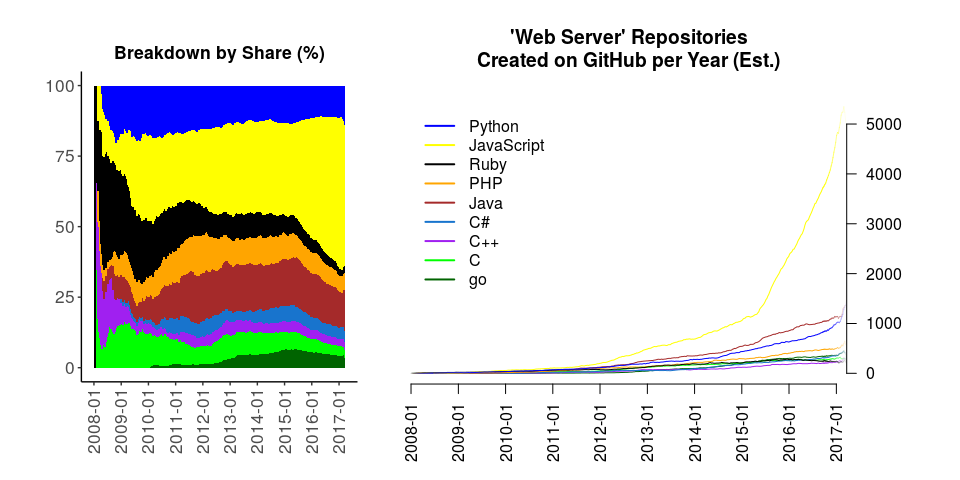 Breakdown by Share (%)
100
75
50
25
0
2008-01
2009-01
2010-01
2011-01
2012-01
2013-01
2014-01
2015-01
2016-01
2017-01
'Web Server' Repositories
Created on GitHub per Year (Est.)
Python
JavaScript
Ruby
PHP
Java
C#
C++
C
go
5000
4000
3000
2000
1000
0
2008-01
2009-01
2010-01
2011-01
2012-01
2013-01
2014-01
2015-01
2016-01
2017-01